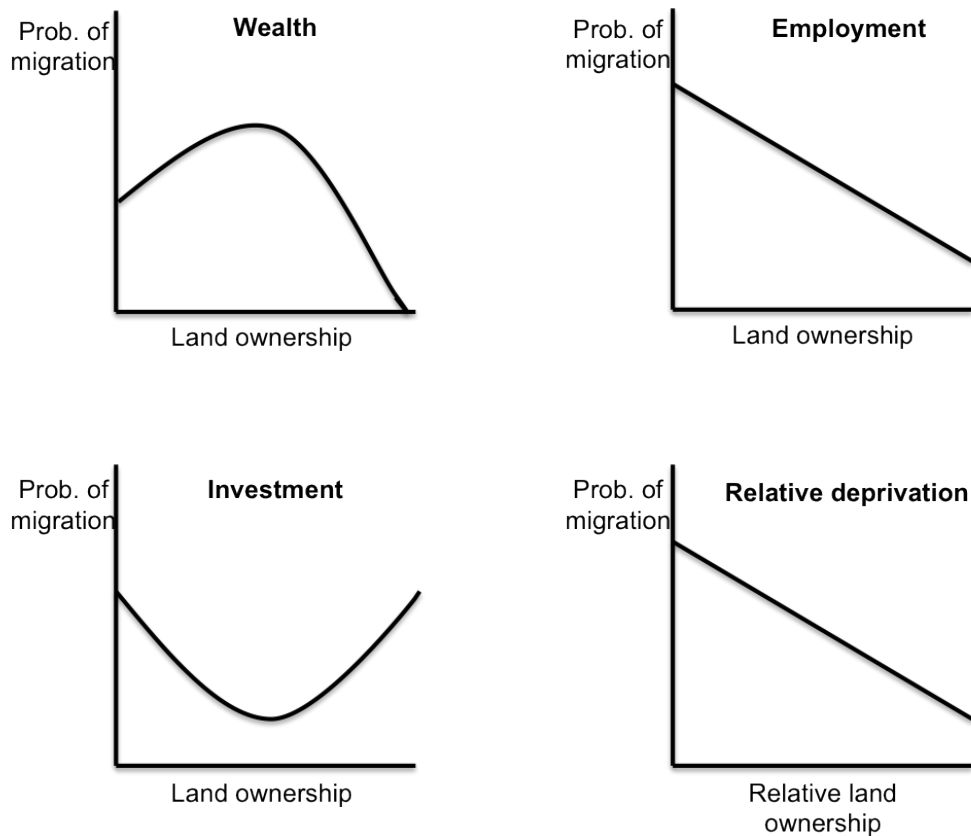 Wealth
Prob. of
migration
Land ownership
Employment
Prob. of
migration
Land ownership
Investment
Prob. of
migration
Land ownership
Relative deprivation
Prob. of
migration
Relative land
ownership